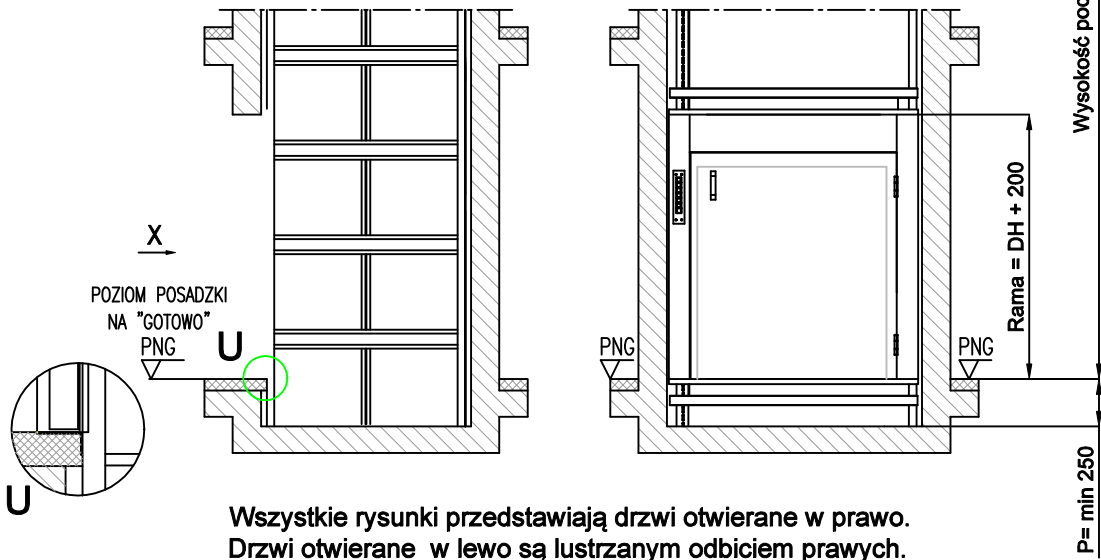 Wysokość pod
X
POZIOM POSADZKI
NA "GOTOWO"
PNG
U
PNG
PNG
Rama = DH + 200
U
P= min 250
Wszystkie rysunki przedstawiają drzwi otwierane w prawo.
Drzwi otwierane w lewo są lustrzanym odbiciem prawych.